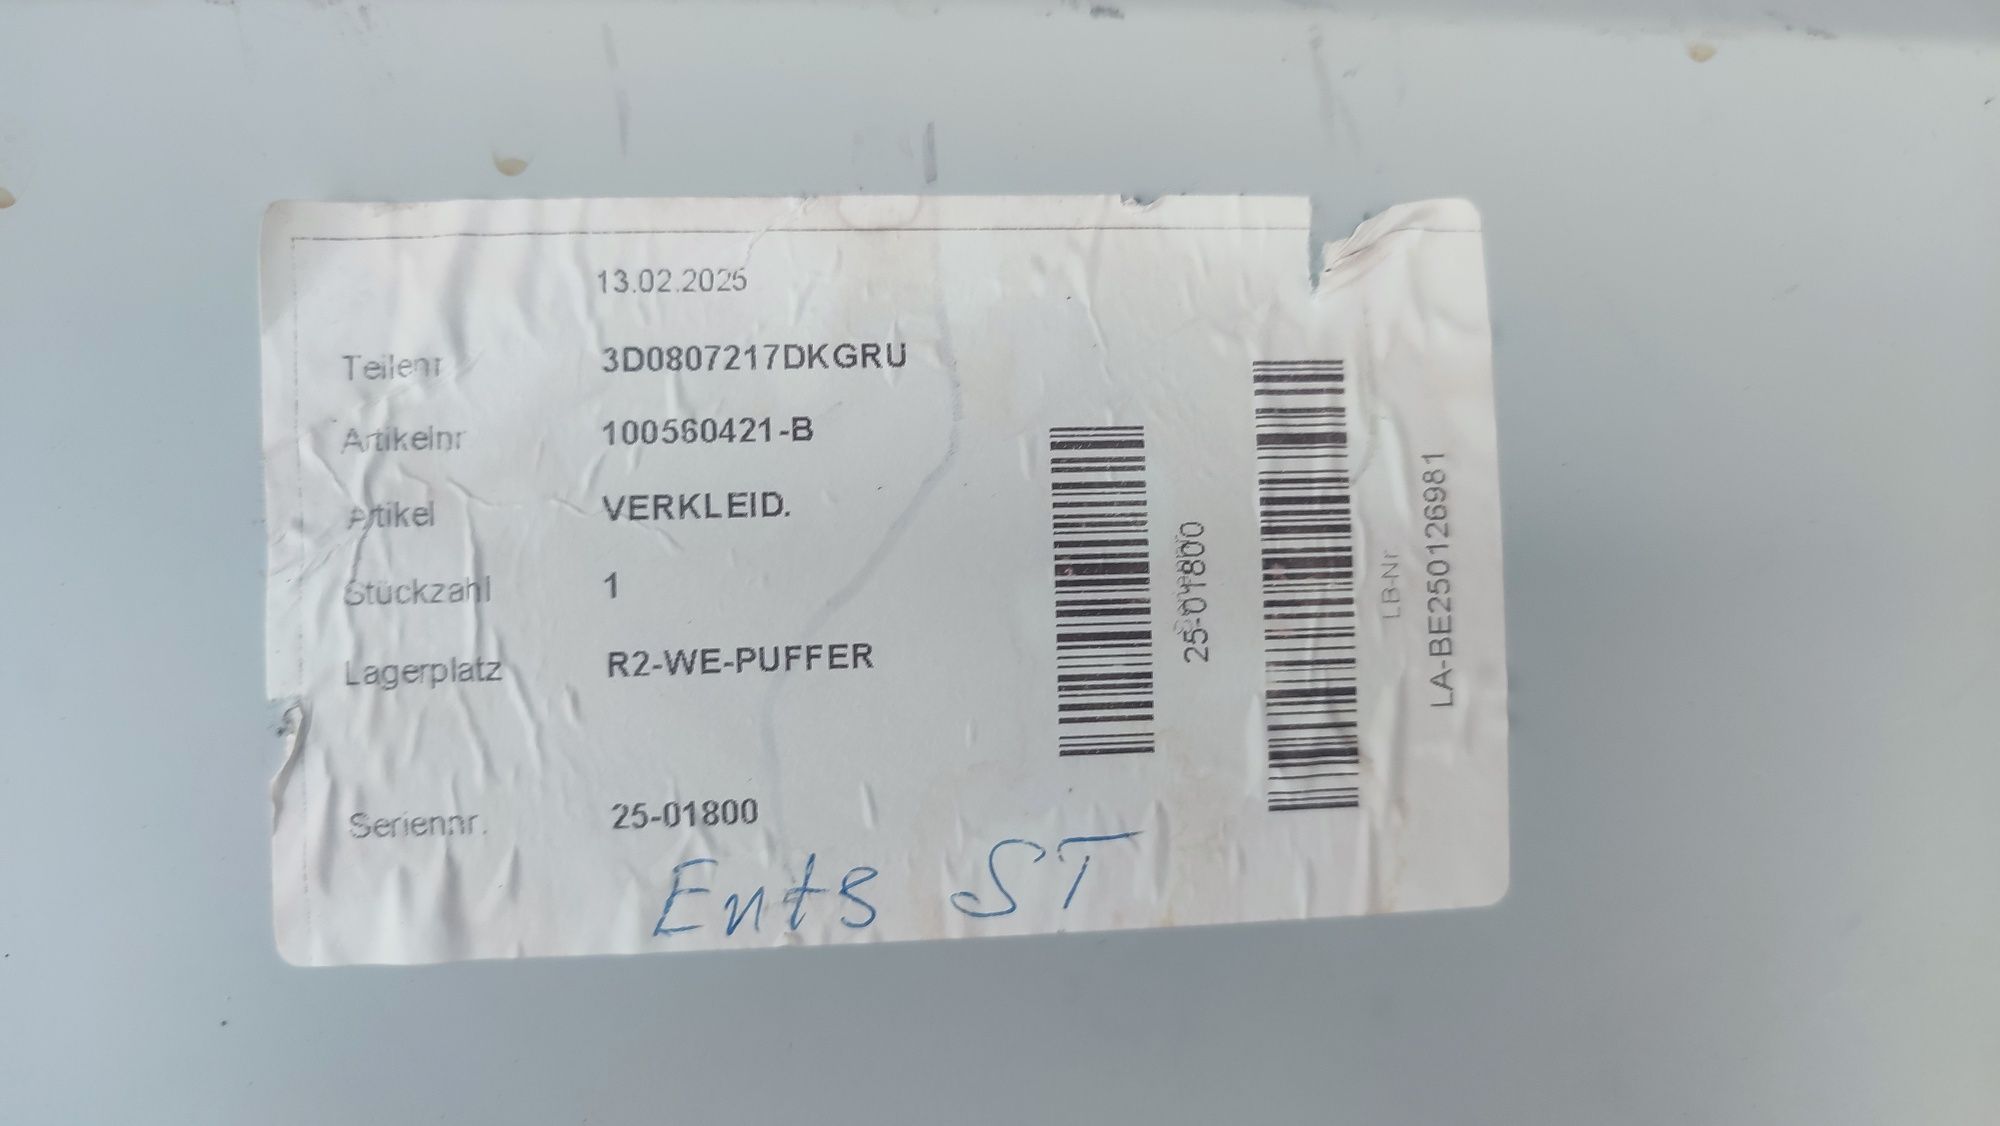 13.02.2025
Teilenr 3D0807217DKGRU
Artikelnr 100560421-B
Artikel VERKLEID.
Stückzahl 1
Lagerplatz R2-WE-PUFFER
Seriennr. 25-01800
Ents ST
25-01800
LB-Nr
LA-BE250126981